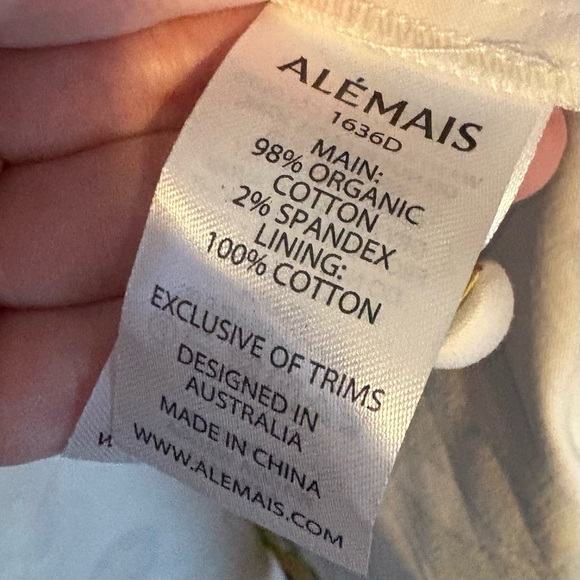 ALÉMAIS
1636D
MAIN:
98% ORGANIC
COTTON
2% SPANDEX
LINING:
100% COTTON
EXCLUSIVE OF TRIMS
DESIGNED IN
AUSTRALIA
MADE IN CHINA
WWW.ALEMAIS.COM